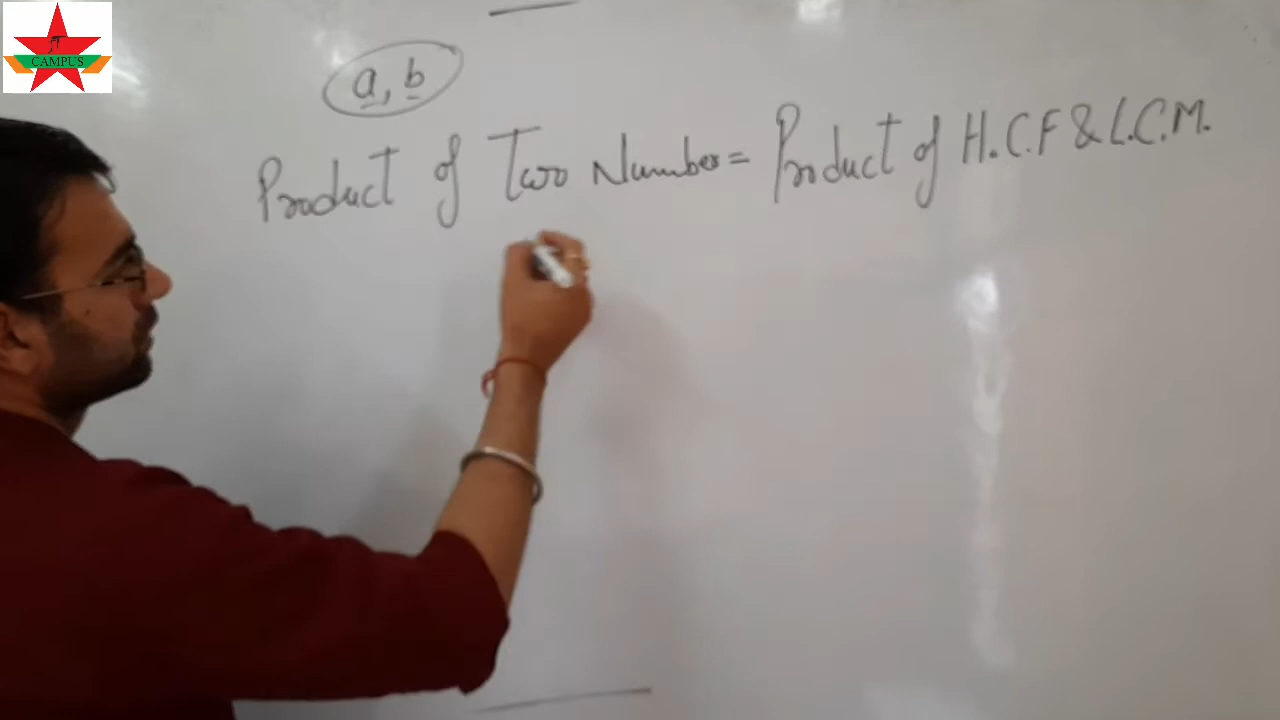 CAMPUS
a, b
Product of Two Number = Product of H.C.F & L.C.M.